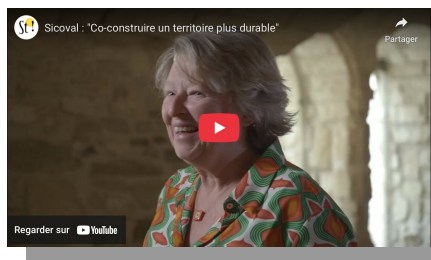 St!
Sicoval : "Co-construire un territoire plus durable"
Partager
Regarder sur YouTube